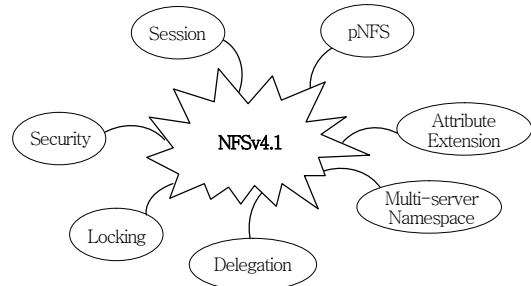 Session
pNFS
Security
NFSv4.1
Attribute
Extension
Multi-server
Namespace
Locking
Delegation